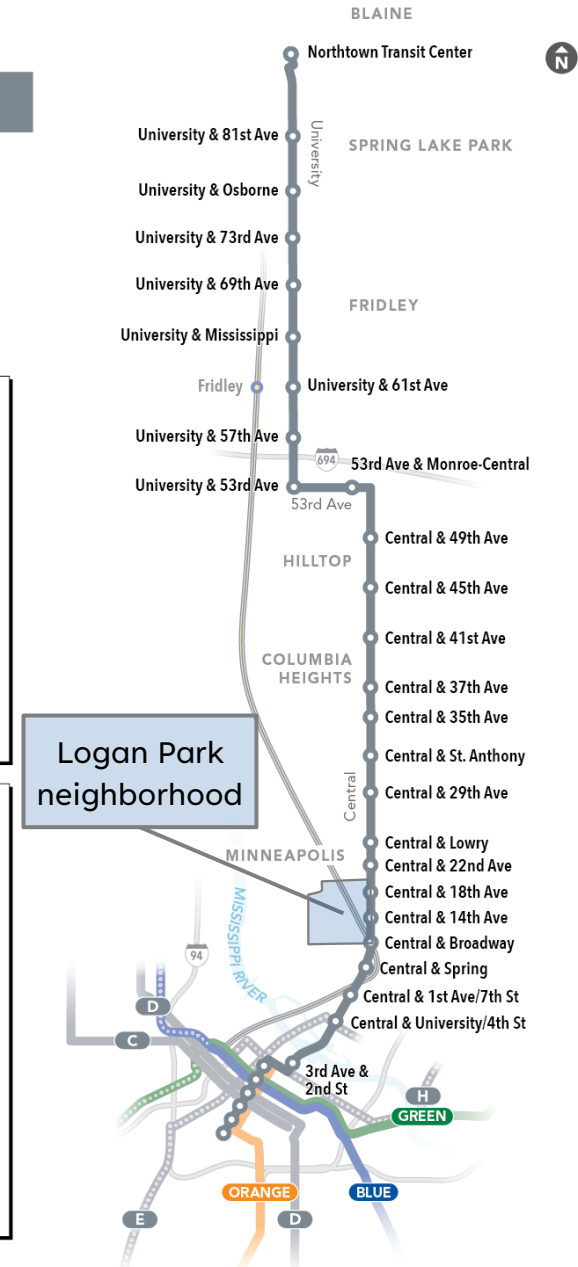 BLAINE
Northtown Transit Center
N
University & 81st Ave
University
SPRING LAKE PARK
University & Osborne
University & 73rd Ave
University & 69th Ave
FRIDLEY
University & Mississippi
Fridley
University & 61st Ave
University & 57th Ave
694
53rd Ave & Monroe-Central
University & 53rd Ave
53rd Ave
Central & 49th Ave
HILLTOP
Central & 45th Ave
Central & 41st Ave
COLUMBIA
HEIGHTS
Central & 37th Ave
Central & 35th Ave
Logan Park
neighborhood
Central & St. Anthony
Central
Central & 29th Ave
Central & Lowry
MINNEAPOLIS
Central & 22nd Ave
Central & 18th Ave
Central & 14th Ave
MISSISSIPPI RIVER
Central & Broadway
94
Central & Spring
Central & 1st Ave/7th St
D
Central & University/4th St
C
3rd Ave &
2nd St
H
GREEN
ORANGE
BLUE
E
D